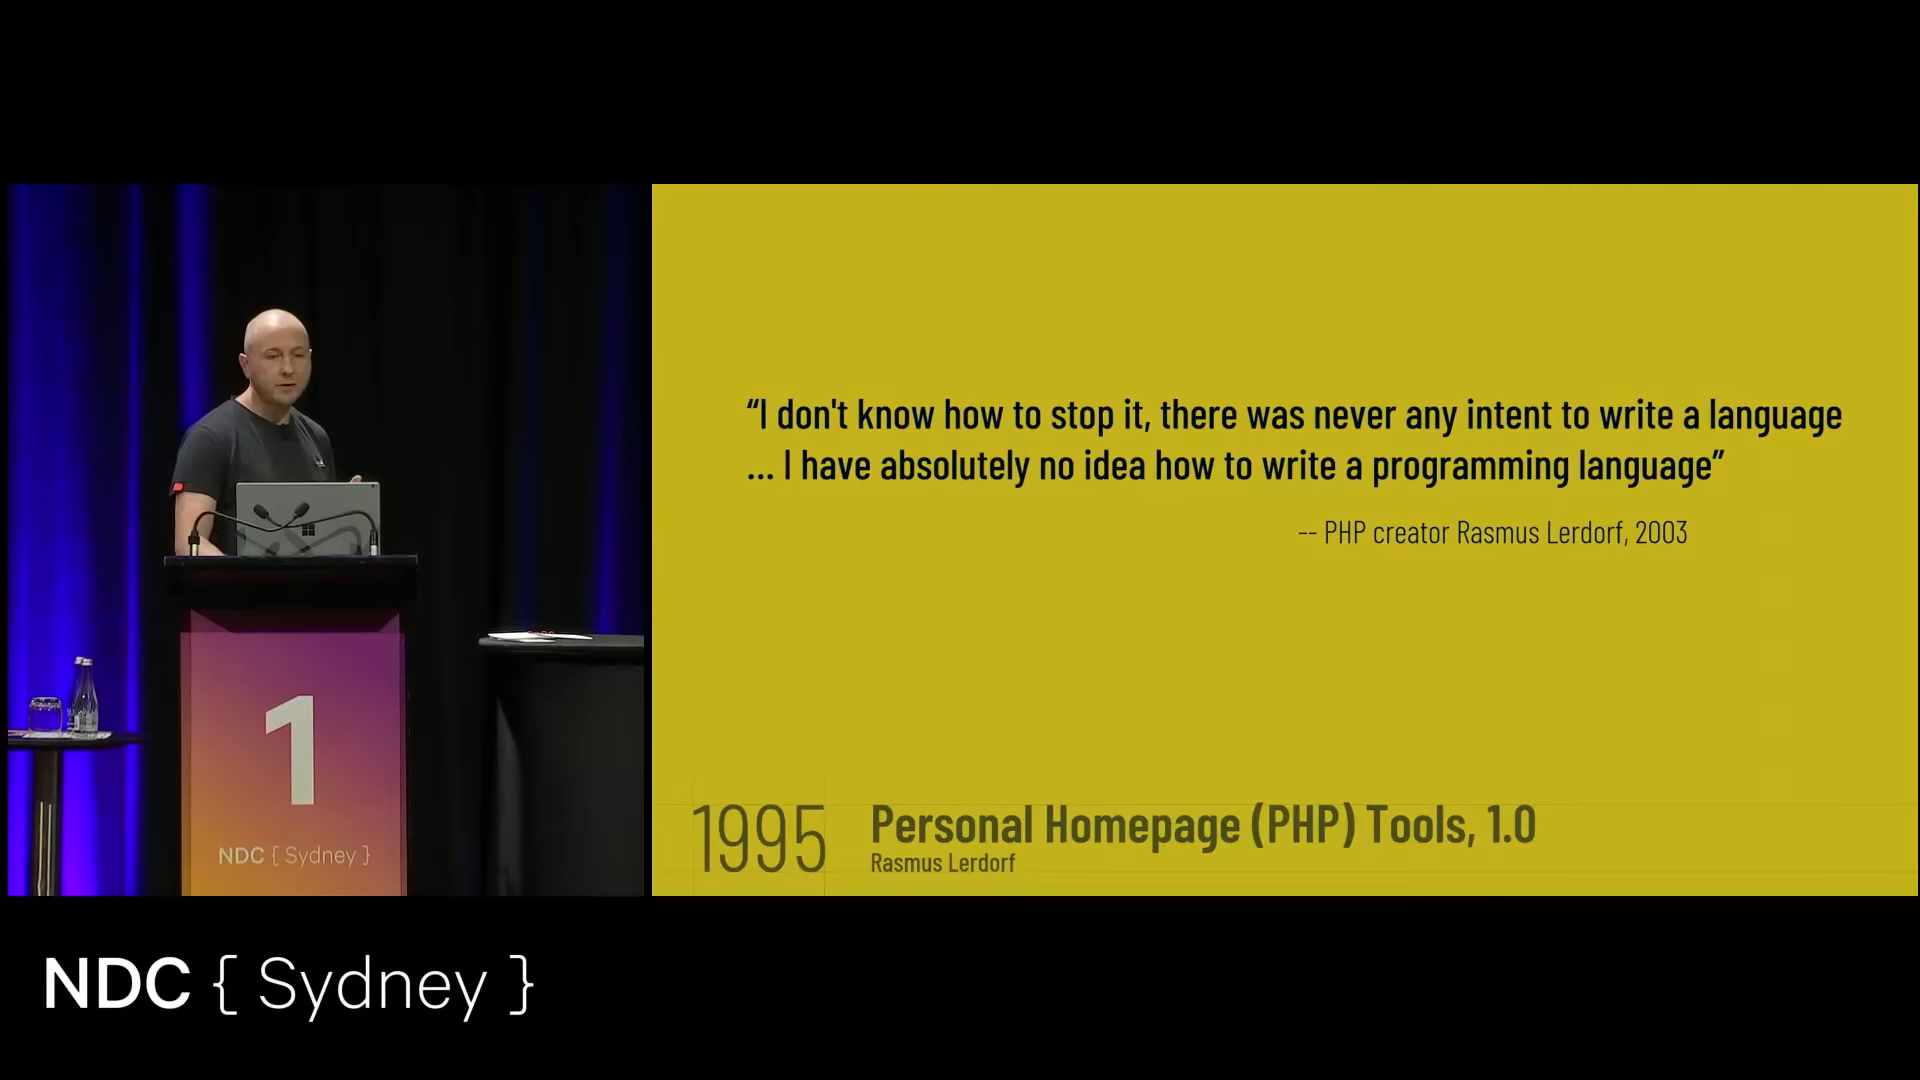 “I don't know how to stop it, there was never any intent to write a language
... I have absolutely no idea how to write a programming language”
-- PHP creator Rasmus Lerdorf, 2003
1995
Personal Homepage (PHP) Tools, 1.0
Rasmus Lerdorf
1
NDC { Sydney }
NDC { Sydney }